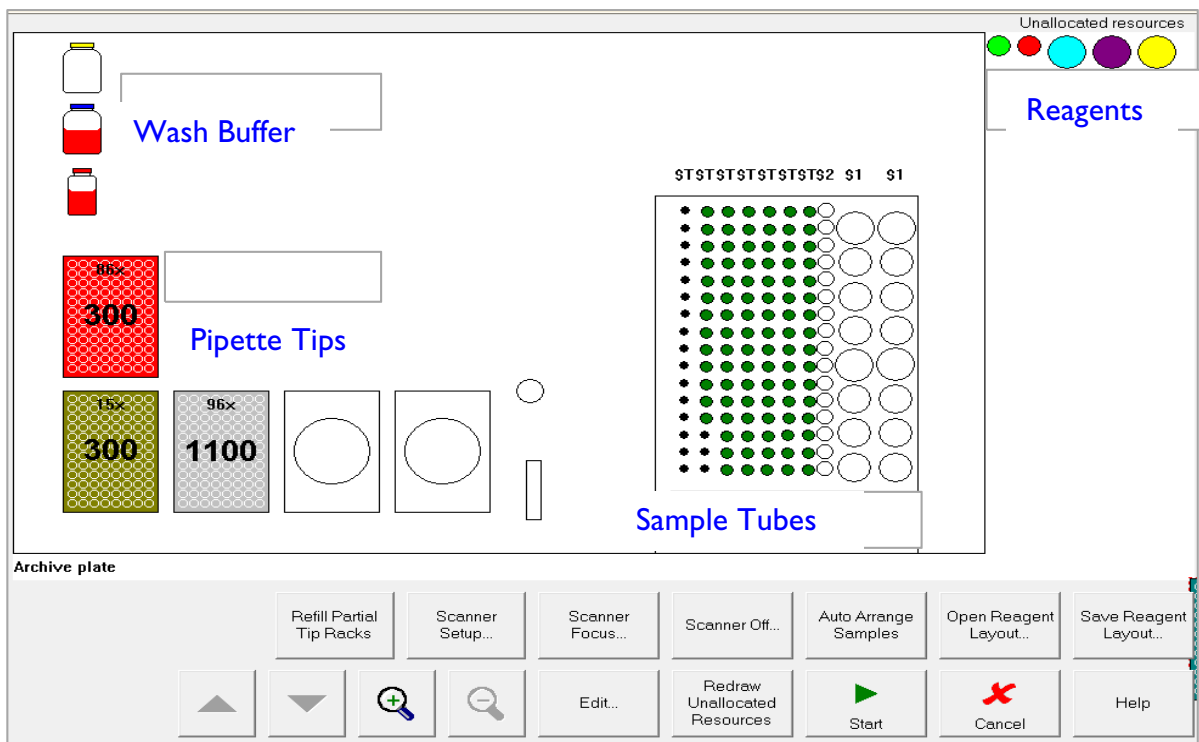 Unallocated resources
Reagents
Wash Buffer
$T$T$T$T$T$T$T$2 $1 $1
86x
300
Pipette Tips
15x
300
96x
1100
Sample Tubes
Archive plate
Refill Partial
Tip Racks
Scanner
Setup...
Scanner
Focus...
Scanner Off...
Auto Arrange
Samples
Open Reagent
Layout...
Save Reagent
Layout...
Edit...
Redraw
Unallocated
Resources
Start
Cancel
Help